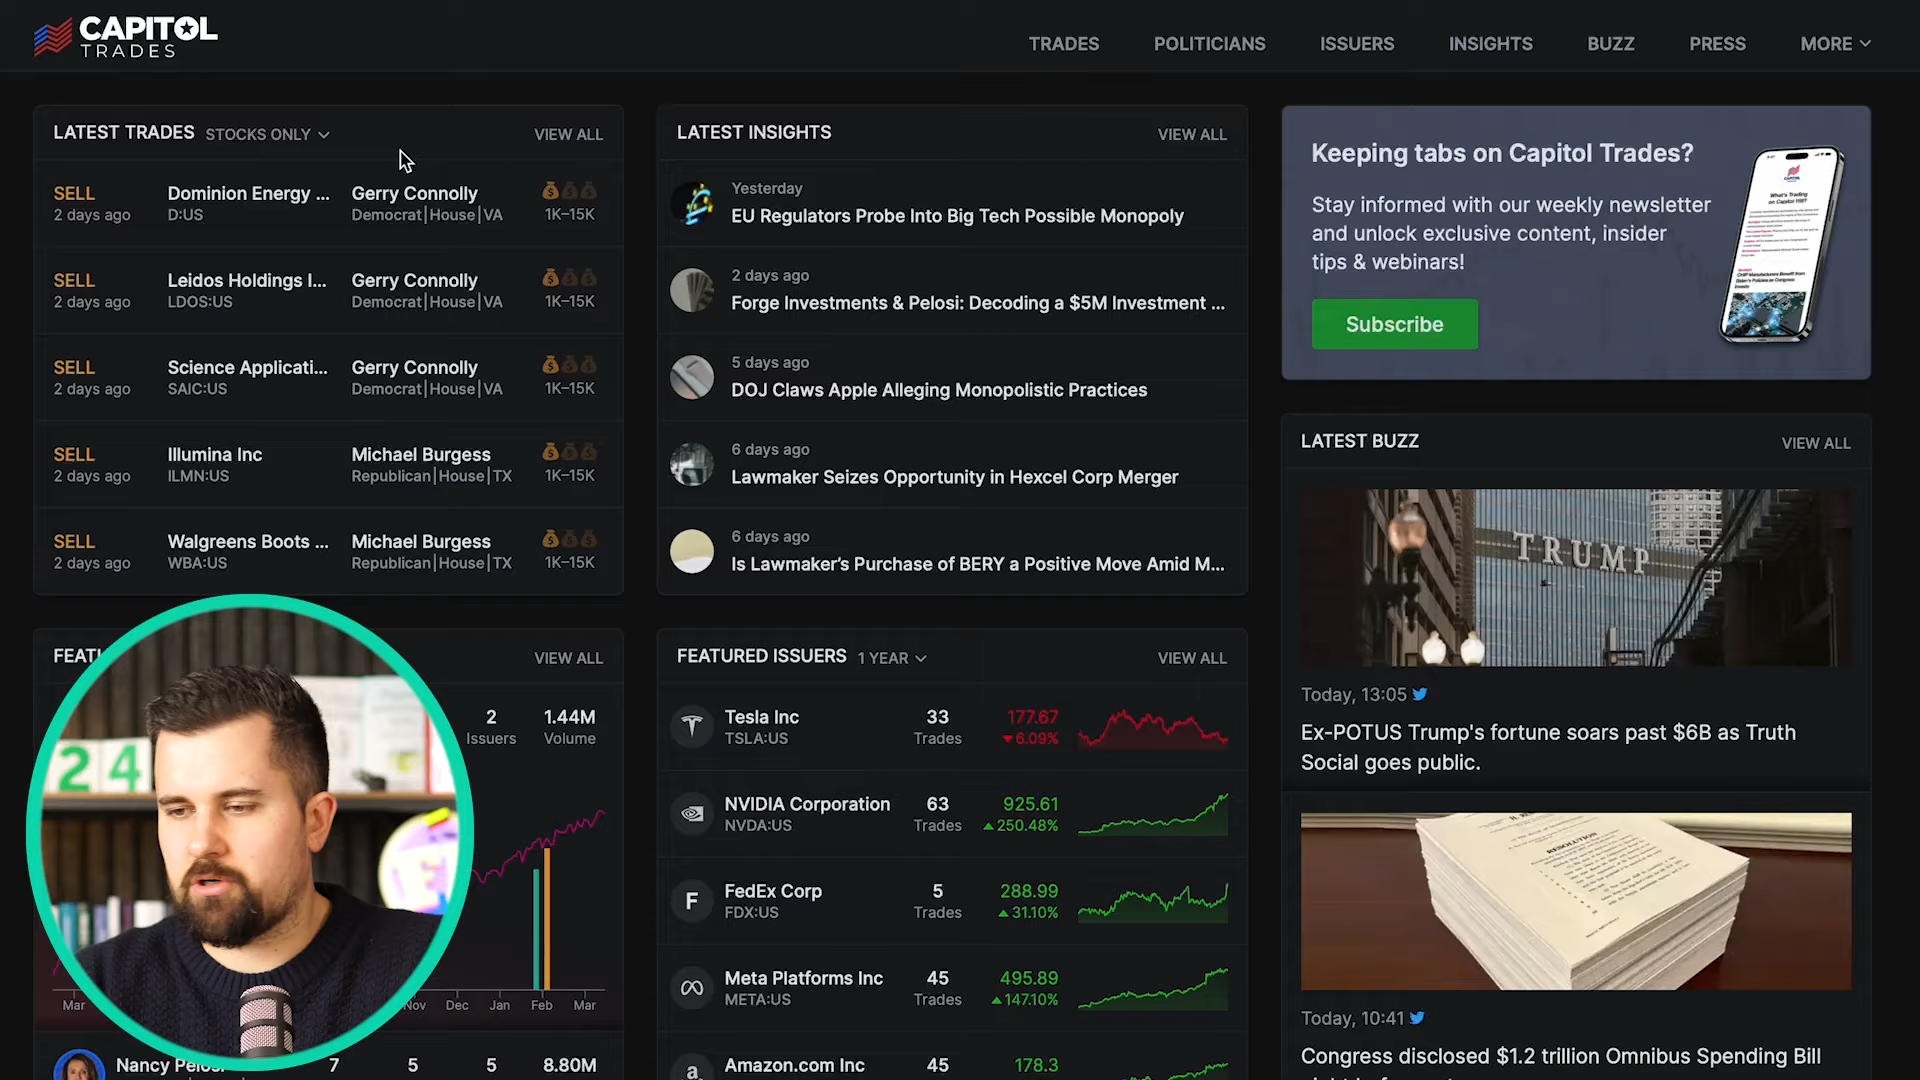 CAPITOL
TRADES
TRADES
POLITICIANS
ISSUERS
INSIGHTS
BUZZ
PRESS
MORE
LATEST TRADES STOCKS ONLY
VIEW ALL
SELL
2 days ago
Dominion Energy ...
D:US
Gerry Connolly
Democrat|House|VA
1K–15K
SELL
2 days ago
Leidos Holdings I...
LDOS:US
Gerry Connolly
Democrat|House|VA
1K–15K
SELL
2 days ago
Science Applicati...
SAIC:US
Gerry Connolly
Democrat|House|VA
1K–15K
SELL
2 days ago
Illumina Inc
ILMN:US
Michael Burgess
Republican|House|TX
1K–15K
SELL
2 days ago
Walgreens Boots ...
WBA:US
Michael Burgess
Republican|House|TX
1K–15K
LATEST INSIGHTS
VIEW ALL
Yesterday
EU Regulators Probe Into Big Tech Possible Monopoly
2 days ago
Forge Investments & Pelosi: Decoding a $5M Investment ...
5 days ago
DOJ Claws Apple Alleging Monopolistic Practices
6 days ago
Lawmaker Seizes Opportunity in Hexcel Corp Merger
6 days ago
Is Lawmaker’s Purchase of BERY a Positive Move Amid M...
Keeping tabs on Capitol Trades?
Stay informed with our weekly newsletter
and unlock exclusive content, insider
tips & webinars!
Subscribe
What's Trading
on Capitol Hill?
LATEST BUZZ
VIEW ALL
TRUMP
Today, 13:05
Ex-POTUS Trump's fortune soars past $6B as Truth
Social goes public.
RESOLUTION
Today, 10:41
Congress disclosed $1.2 trillion Omnibus Spending Bill
FEAT
VIEW ALL
2
Issuers
1.44M
Volume
24
Mar
Nov
Dec
Jan
Feb
Mar
Nancy Pelosi
7
5
5
8.80M
FEATURED ISSUERS 1 YEAR
VIEW ALL
Tesla Inc
TSLA:US
33
Trades
177.67
6.09%
NVIDIA Corporation
NVDA:US
63
Trades
925.61
250.48%
F
FedEx Corp
FDX:US
5
Trades
288.99
31.10%
Meta Platforms Inc
META:US
45
Trades
495.89
147.10%
a
Amazon.com Inc
45
178.3